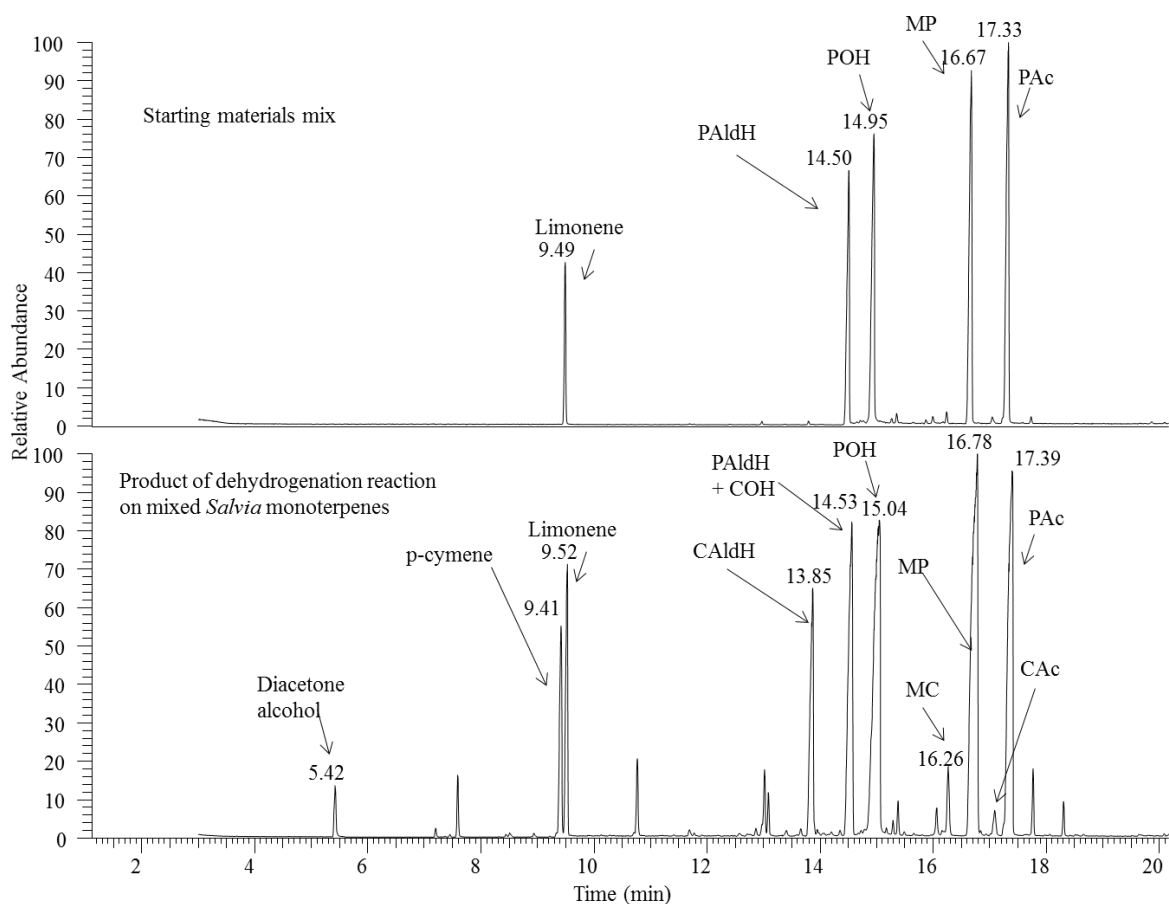 MP
17.33
100
POH
16.67
90
PAc
Starting materials mix
14.95
80
PAldH
70
14.50
60
Limonene
50
9.49
40
30
20
10
0
Relative Abundance
16.78
100
POH
PAldH
17.39
Product of dehydrogenation reaction
90
+ COH
on mixed Salvia monoterpenes
Limonene
14.53
15.04
80
PAc
p-cymene
9.52
CAldH
70
13.85
MP
60
9.41
50
CAc
40
Diacetone
MC
alcohol
30
20
5.42
16.26
10
0
2
4
6
8
10
12
14
16
18
20
Time (min)